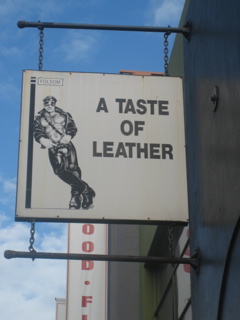 FOLSOM
A TASTE
OF
LEATHER
OOD · F